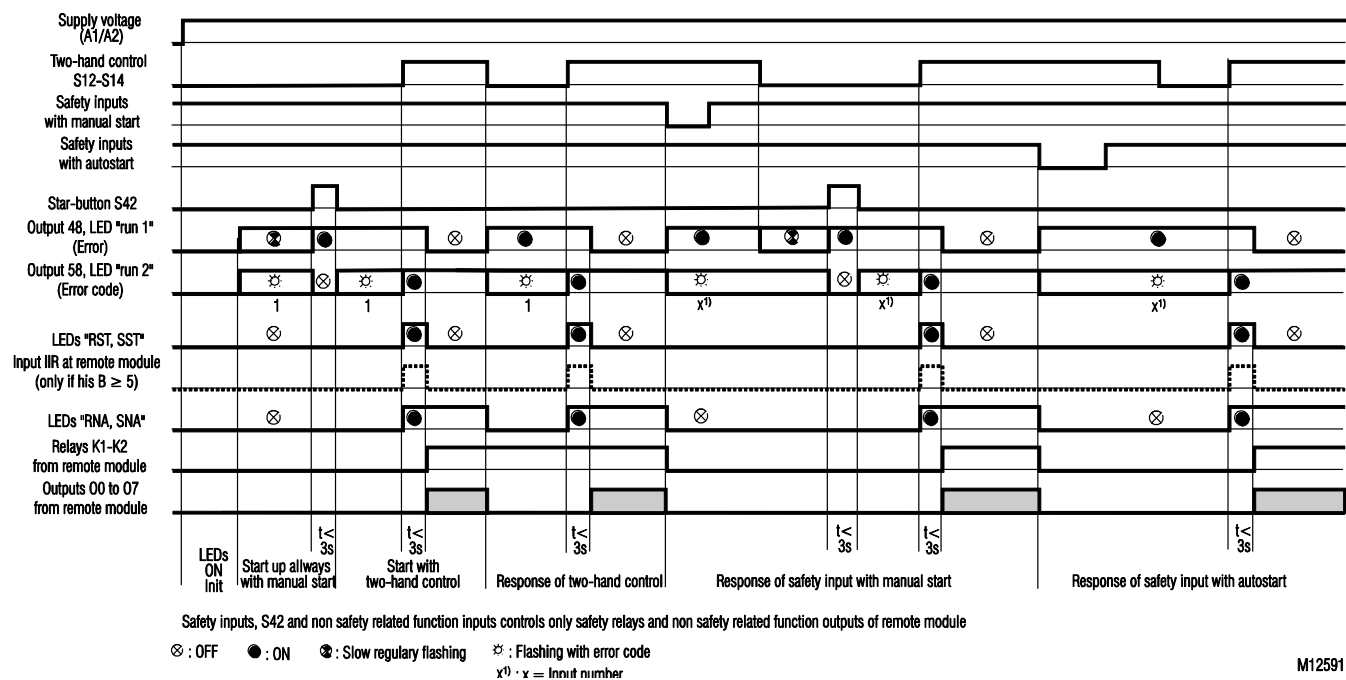 Supply voltage
(A1/A2)
Two-hand control
S12-S14
Safety inputs
with manual start
Safety inputs
with autostart
Star-button S42
Output 48, LED "run 1"
(Error)
Output 58, LED "run 2"
(Error code)
1
1
1
x1)
x1)
x1)
LEDs "RST, SST"
Input IIR at remote module
(only if his B ≥ 5)
LEDs "RNA, SNA"
Relays K1-K2
from remote module
Outputs O0 to O7
from remote module
t<
3s
t<
3s
t<
3s
t<
3s
t<
3s
t<
3s
LEDs
ON
Init
Start up allways
with manual start
Start with
two-hand control
Response of two-hand control
Response of safety input with manual start
Response of safety input with autostart
Safety inputs, S42 and non safety related function inputs controls only safety relays and non safety related function outputs of remote module
: OFF
: ON
: Slow regulary flashing
: Flashing with error code
x1) : x = Input number
M12591